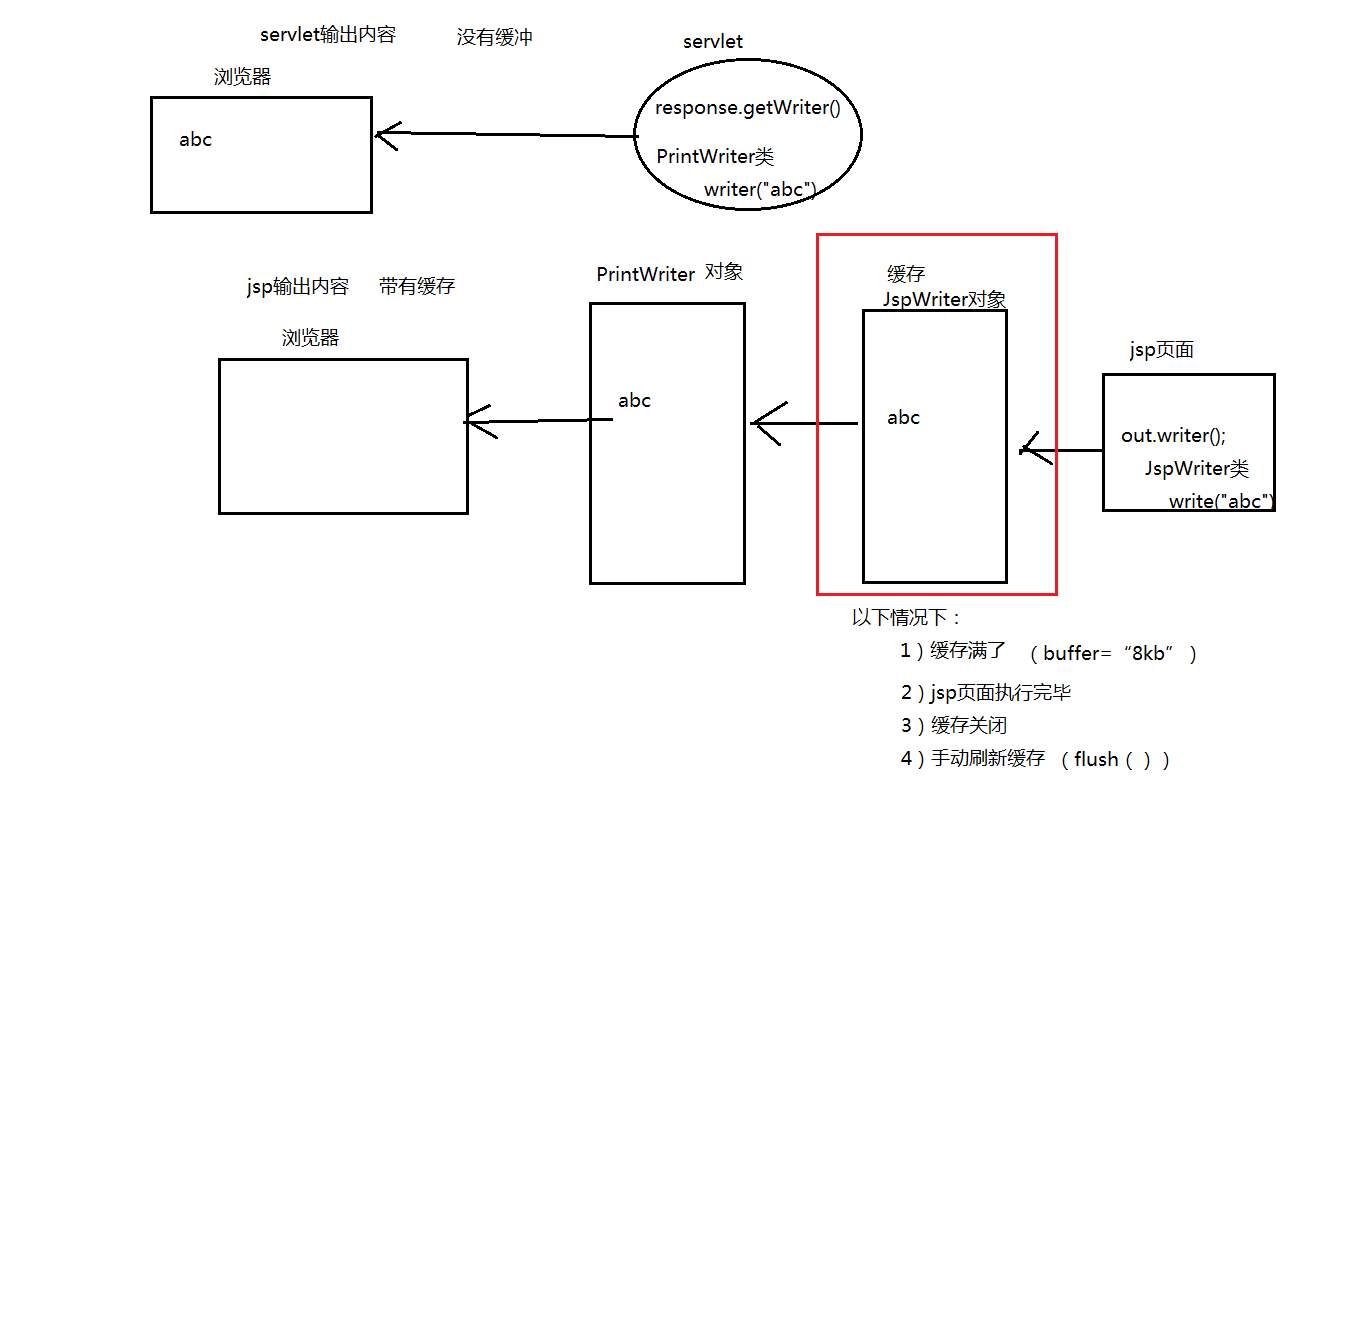 servlet输出内容 没有缓冲
servlet
浏览器
response.getWriter()
abc
PrintWriter类
writer("abc")
jsp输出内容 带有缓存
PrintWriter 对象
缓存
JspWriter对象
浏览器
jsp页面
abc
abc
out.writer();
JspWriter类
write("abc")
以下情况下：
1）缓存满了 （buffer=“8kb”）
2）jsp页面执行完毕
3）缓存关闭
4）手动刷新缓存 （flush（））